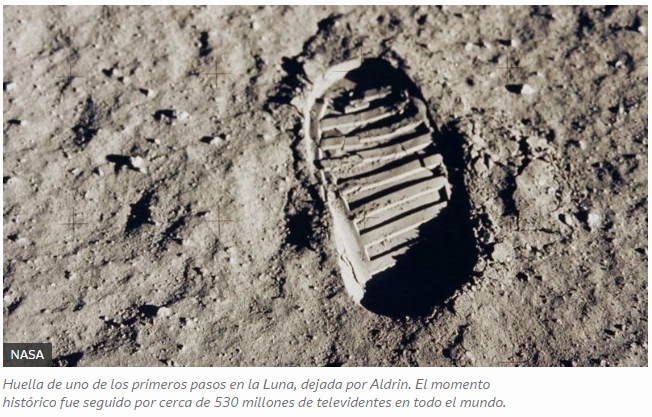 NASA
Huella de uno de los primeros pasos en la Luna, dejada por Aldrin. El momento
histórico fue seguido por cerca de 530 millones de televidentes en todo el mundo.